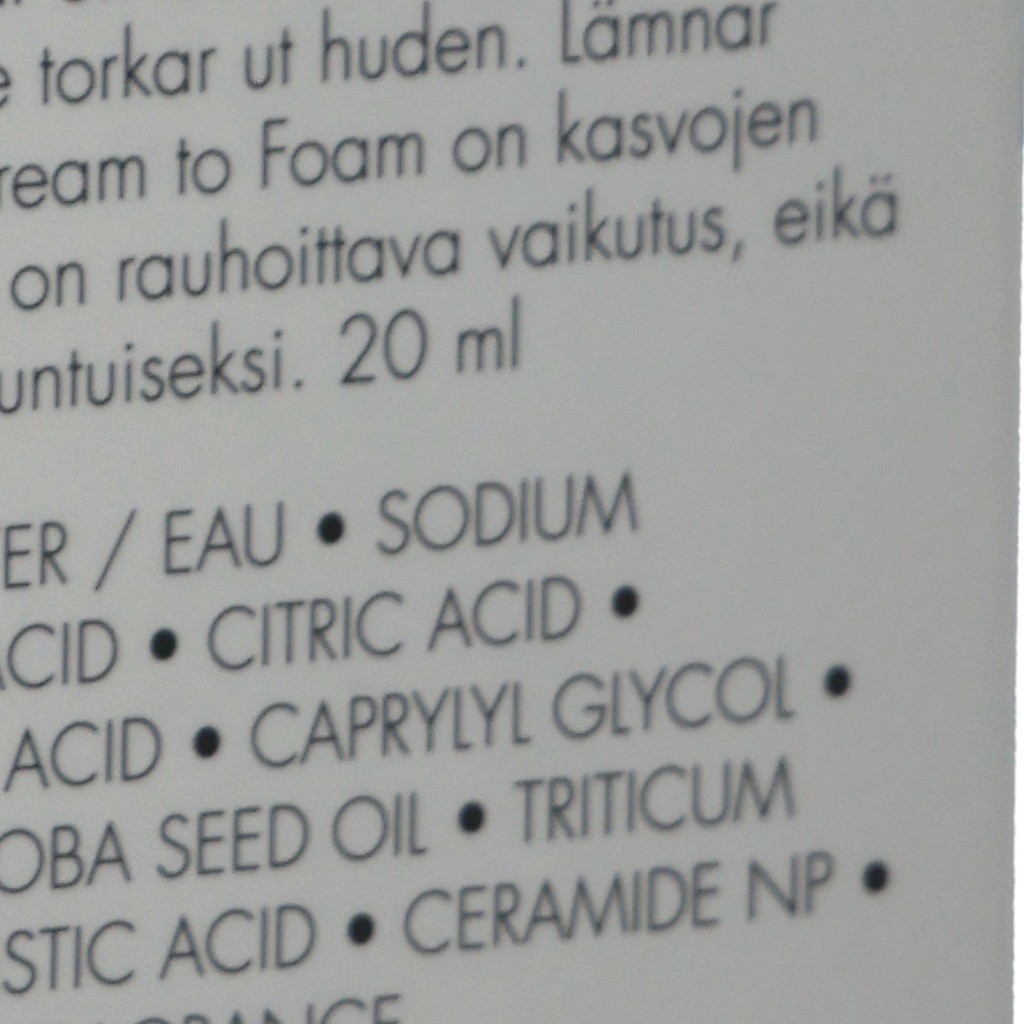 torkar ut huden. Lämnar
to Foam on kasvojen
on rauhoittava vaikutus, eikä
untuiseksi. 20 ml
ER / EAU • SODIUM
CID • CITRIC ACID •
ACID • CAPRYLYL GLYCOL •
OBA SEED OIL • TRITICUM
STIC ACID • CERAMIDE NP •